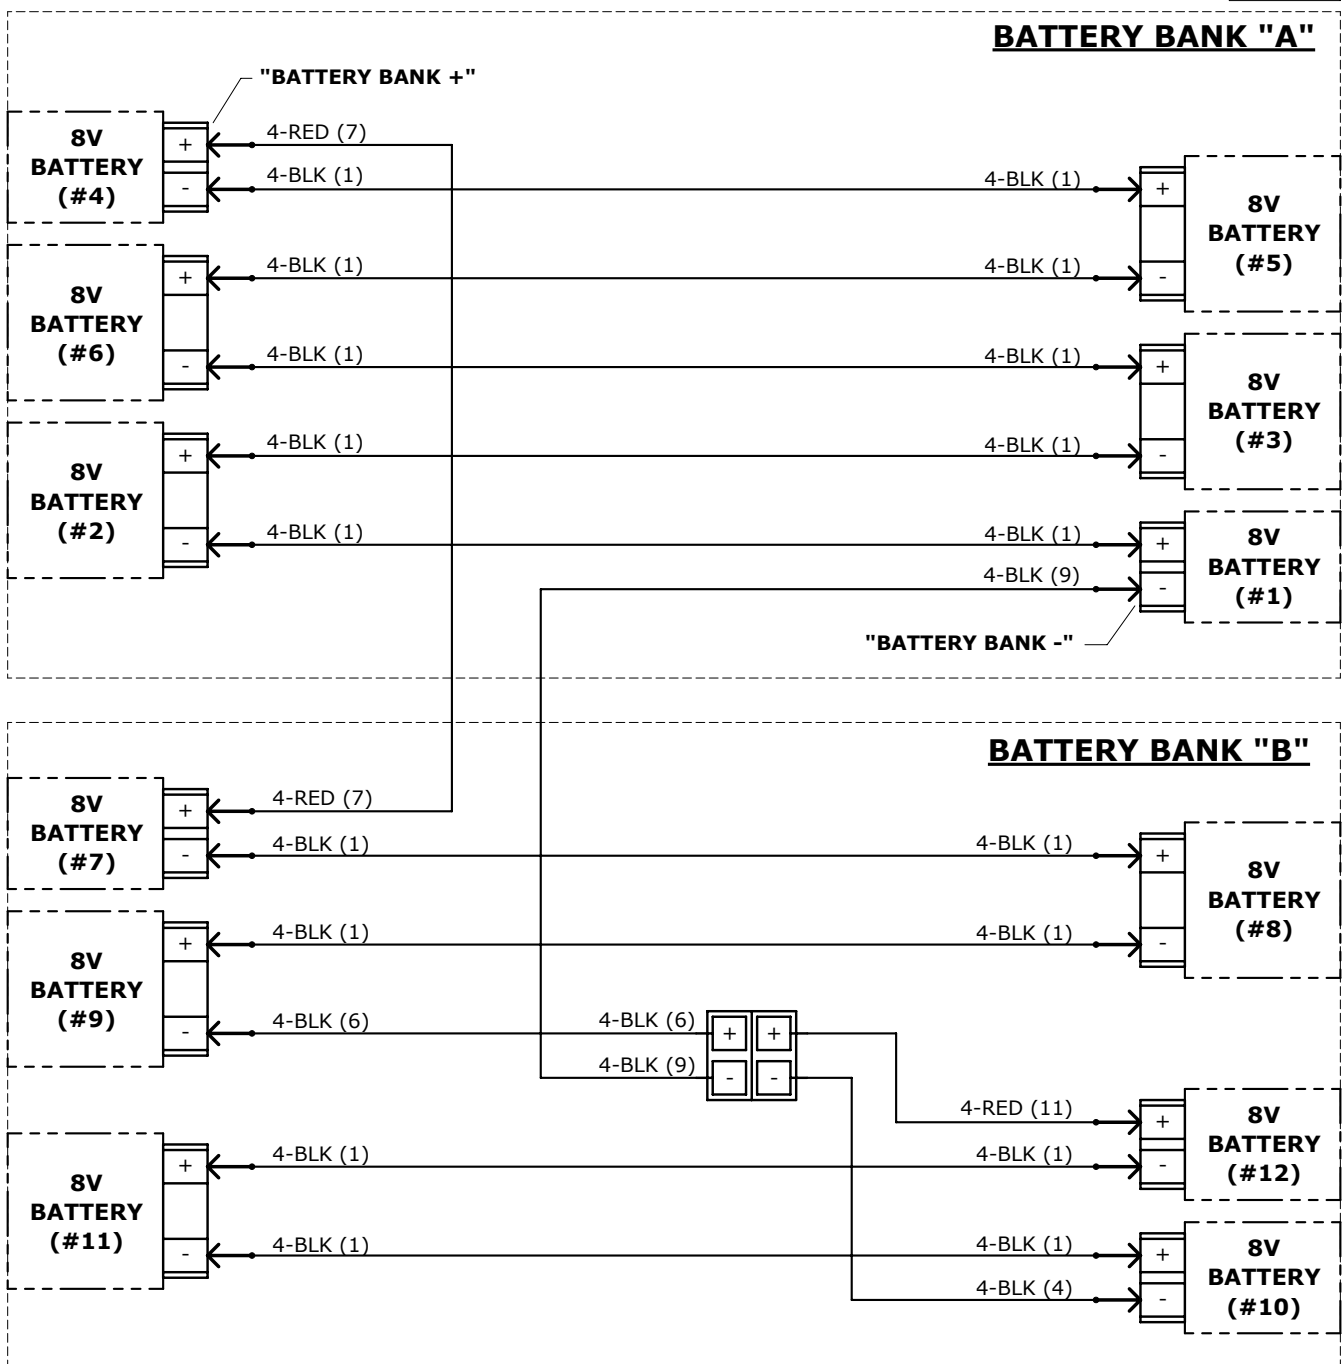 BATTERY BANK "A"
"BATTERY BANK +"
8V
BATTERY
(#4)
+
-
4-RED (7)
4-BLK (1)
4-BLK (1)
+
-
8V
BATTERY
(#5)
8V
BATTERY
(#6)
+
-
4-BLK (1)
4-BLK (1)
4-BLK (1)
4-BLK (1)
+
-
8V
BATTERY
(#3)
8V
BATTERY
(#2)
+
-
4-BLK (1)
4-BLK (1)
4-BLK (1)
4-BLK (1)
4-BLK (9)
+
-
8V
BATTERY
(#1)
"BATTERY BANK -"
BATTERY BANK "B"
8V
BATTERY
(#7)
+
-
4-RED (7)
4-BLK (1)
4-BLK (1)
+
-
8V
BATTERY
(#8)
8V
BATTERY
(#9)
+
-
4-BLK (1)
4-BLK (1)
4-BLK (6)
4-BLK (6)
4-BLK (9)
+ +
- -
4-RED (11)
4-BLK (1)
+
-
8V
BATTERY
(#12)
8V
BATTERY
(#11)
+
-
4-BLK (1)
4-BLK (1)
4-BLK (1)
4-BLK (4)
+
-
8V
BATTERY
(#10)